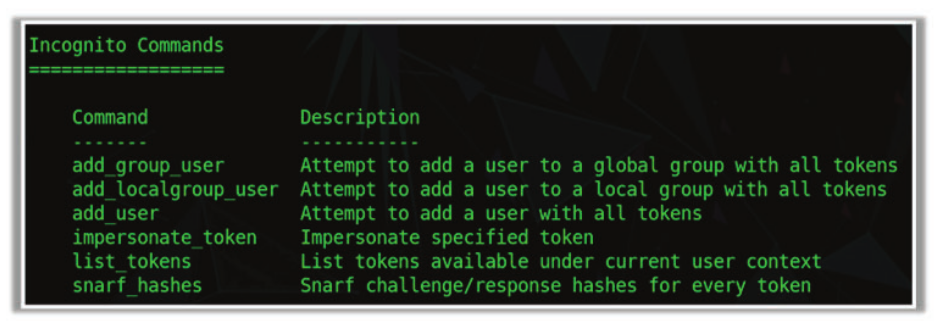 Incognito Commands
==================
Command Description
------- -----------
add_group_user Attempt to add a user to a global group with all tokens
add_localgroup_user Attempt to add a user to a local group with all tokens
add_user Attempt to add a user with all tokens
impersonate_token Impersonate specified token
list_tokens List tokens available under current user context
snarf_hashes Snarf challenge/response hashes for every token